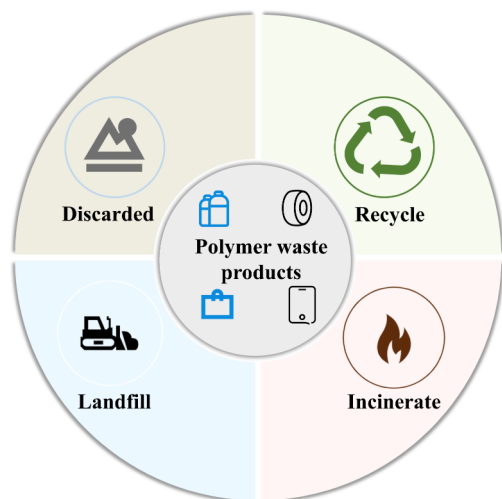 Discarded
Recycle
Polymer waste
products
Landfill
Incinerate